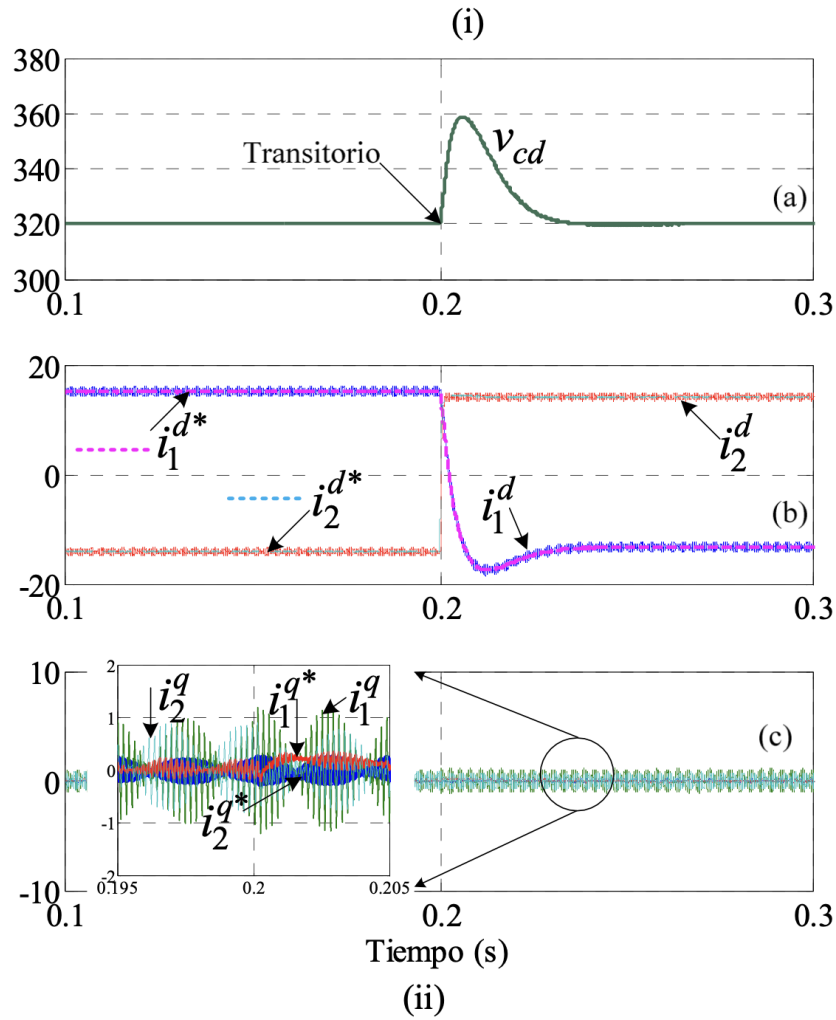 (i)
380
360
340
320
300
Transitorio
v_cd
(a)
0.1 0.2 0.3
20
0
-20
i_1^{d*}
i_2^{d*}
i_1^d
i_2^d
(b)
0.1 0.2 0.3
10
0
-10
2
1
0
-1
-2
i_2^q
i_1^{q*}
i_1^q
i_2^{q*}
0.195 0.2 0.205
(c)
0.1 0.2 0.3
Tiempo (s)
(ii)